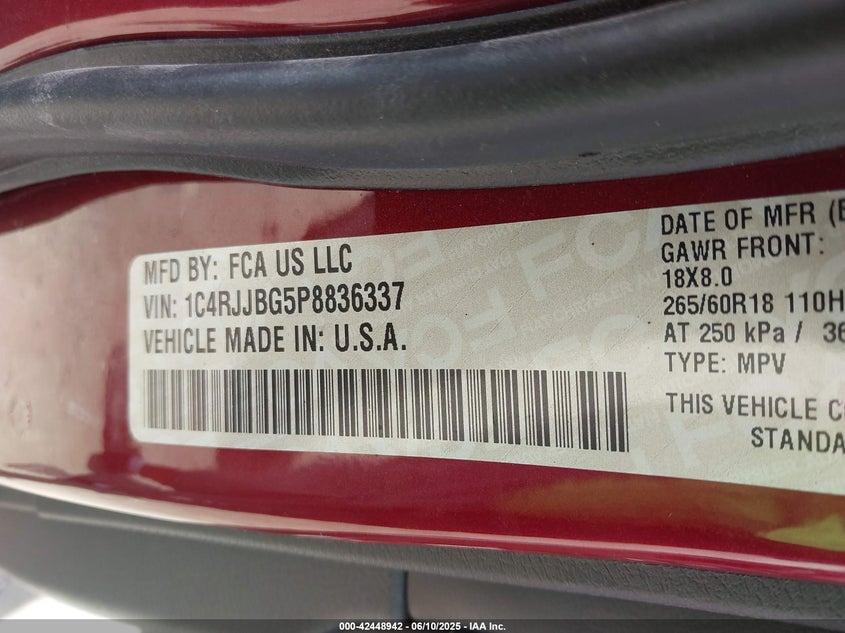 MFD BY: FCA US LLC
VIN: 1C4RJJBG5P8836337
VEHICLE MADE IN: U.S.A.
DATE OF MFR (
GAWR FRONT:
18X8.0
265/60R18 110H
AT 250 kPa / 36
TYPE: MPV
THIS VEHICLE C
STANDA
000-42448942 / 06/10/2025 - IAA Inc.